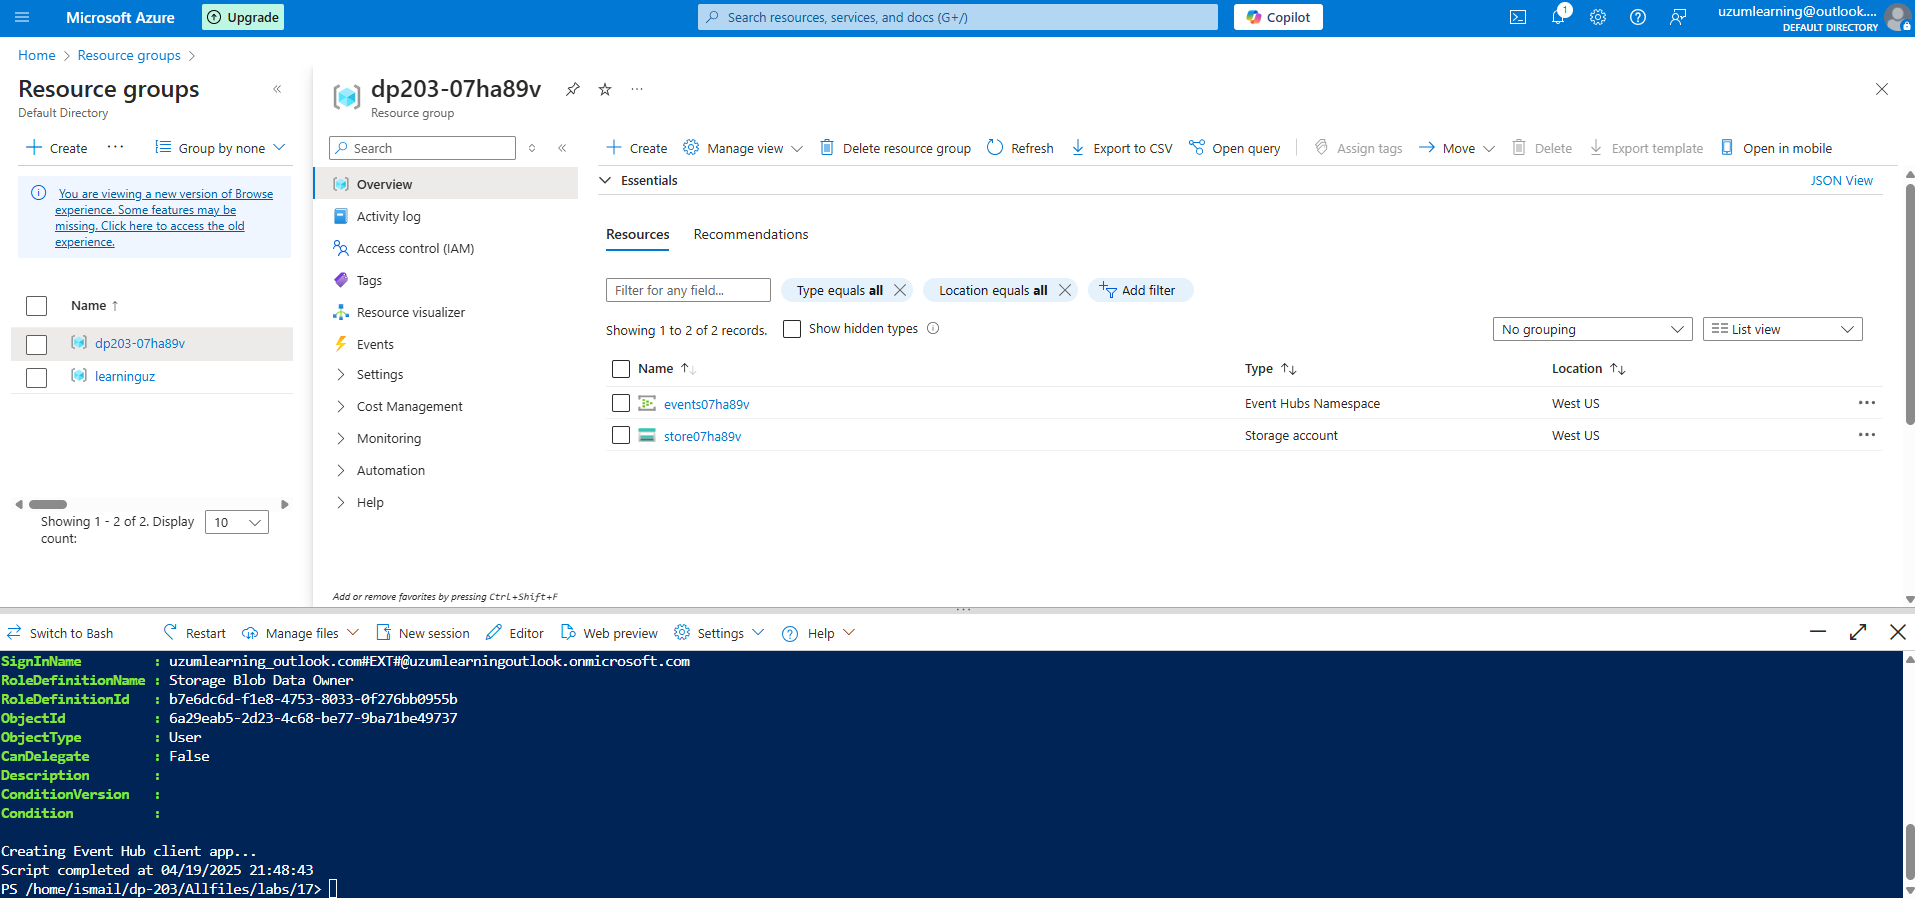 Microsoft Azure
Upgrade
Search resources, services, and docs (G+/)
Copilot
1
uzumlearning@outlook....
DEFAULT DIRECTORY
Home > Resource groups >
Resource groups
Default Directory
Create
Group by none
You are viewing a new version of Browse
experience. Some features may be
missing. Click here to access the old
experience.
Name ↑
dp203-07ha89v
learninguz
Showing 1 - 2 of 2. Display
count:
10
dp203-07ha89v
Resource group
Search
Overview
Activity log
Access control (IAM)
Tags
Resource visualizer
Events
Settings
Cost Management
Monitoring
Automation
Help
Add or remove favorites by pressing Ctrl+Shift+F
Create
Manage view
Delete resource group
Refresh
Export to CSV
Open query
Assign tags
Move
Delete
Export template
Open in mobile
Essentials
JSON View
Resources
Recommendations
Filter for any field...
Type equals all
Location equals all
Add filter
Showing 1 to 2 of 2 records.
Show hidden types
No grouping
List view
Name
Type
Location
events07ha89v
Event Hubs Namespace
West US
store07ha89v
Storage account
West US
Switch to Bash
Restart
Manage files
New session
Editor
Web preview
Settings
Help
SignInName : uzumlearning_outlook.com#EXT#@uzumlearningoutlook.onmicrosoft.com
RoleDefinitionName : Storage Blob Data Owner
RoleDefinitionId : b7e6dc6d-f1e8-4753-8033-0f276bb0955b
ObjectId : 6a29eab5-2d23-4c68-be77-9ba71be49737
ObjectType : User
CanDelegate : False
Description :
ConditionVersion :
Condition :
Creating Event Hub client app...
Script completed at 04/19/2025 21:48:43
PS /home/ismail/dp-203/Allfiles/labs/17>